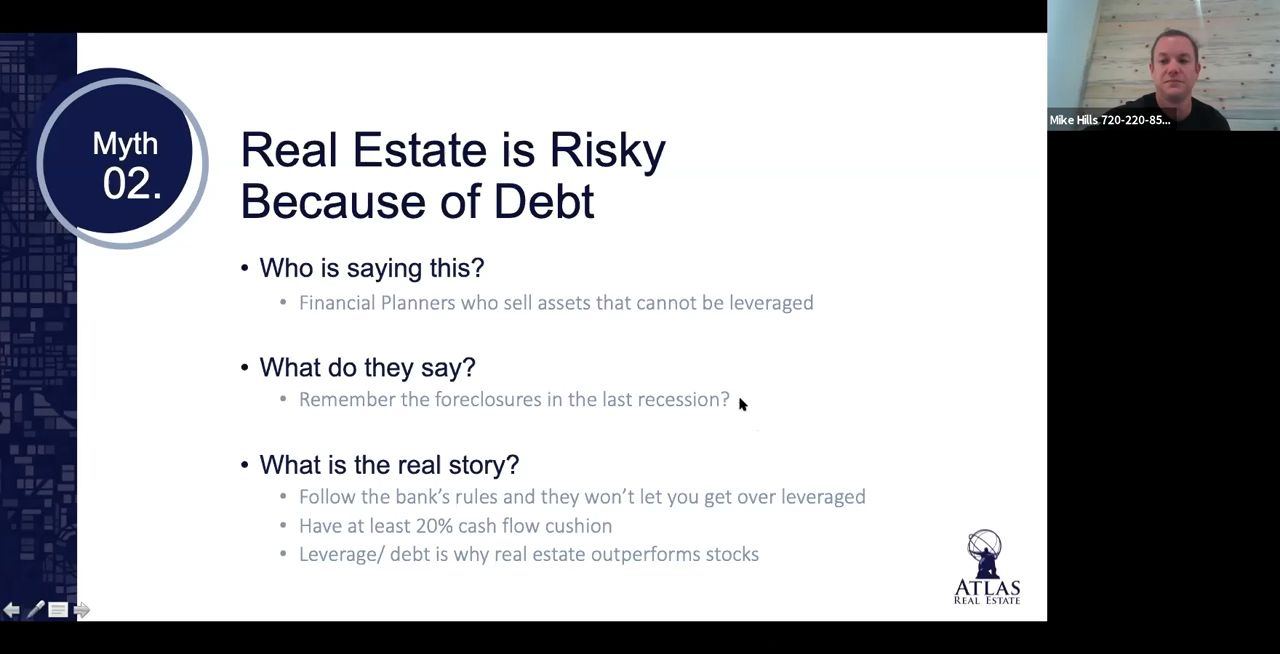 Myth
02.
Real Estate is Risky
Because of Debt
• Who is saying this?
• Financial Planners who sell assets that cannot be leveraged
• What do they say?
• Remember the foreclosures in the last recession?
• What is the real story?
• Follow the bank's rules and they won't let you get over leveraged
• Have at least 20% cash flow cushion
• Leverage/ debt is why real estate outperforms stocks
ATLAS
REAL ESTATE
Mike Hills 720-220-85...